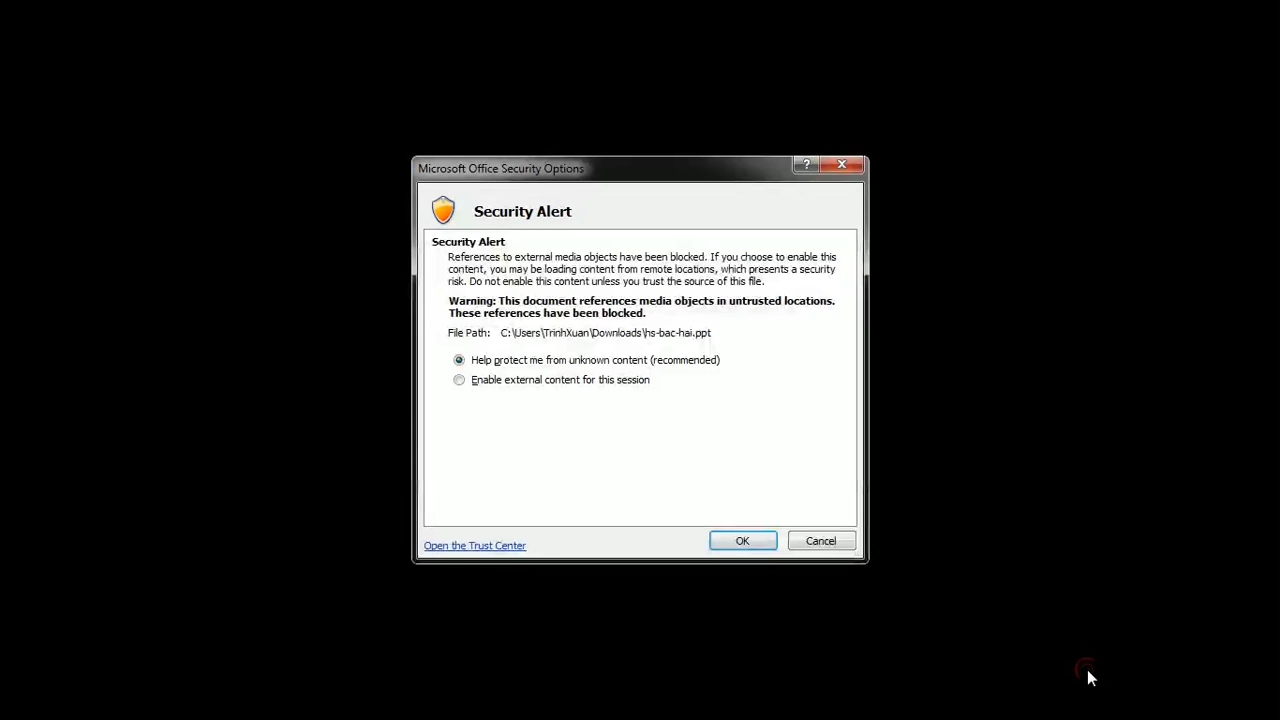 Microsoft Office Security Options
?
Security Alert
Security Alert
References to external media objects have been blocked. If you choose to enable this
content, you may be loading content from remote locations, which presents a security
risk. Do not enable this content unless you trust the source of this file.
Warning: This document references media objects in untrusted locations.
These references have been blocked.
File Path: C:\Users\TrinhXuan\Downloads\hs-bac-hai.ppt
Help protect me from unknown content (recommended)
Enable external content for this session
Open the Trust Center
OK
Cancel